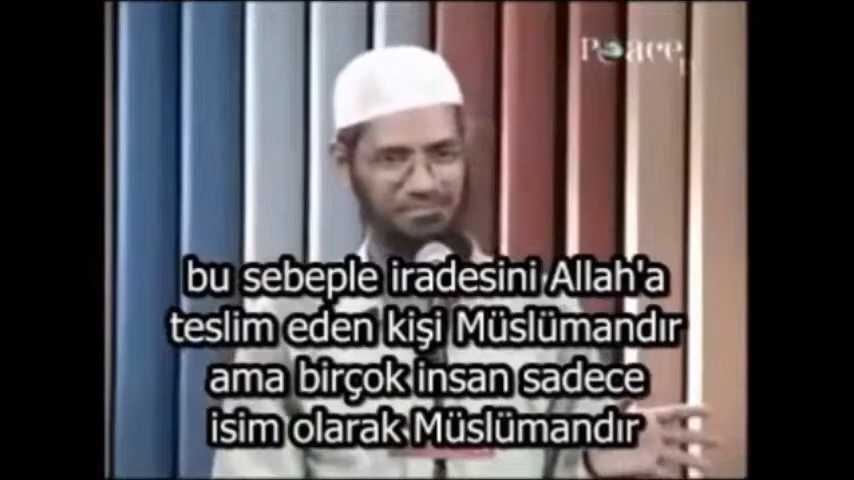 Peace
bu sebeple iradesini Allah'a
teslim eden kişi Müslümandır
ama birçok insan sadece
isim olarak Müslümandır